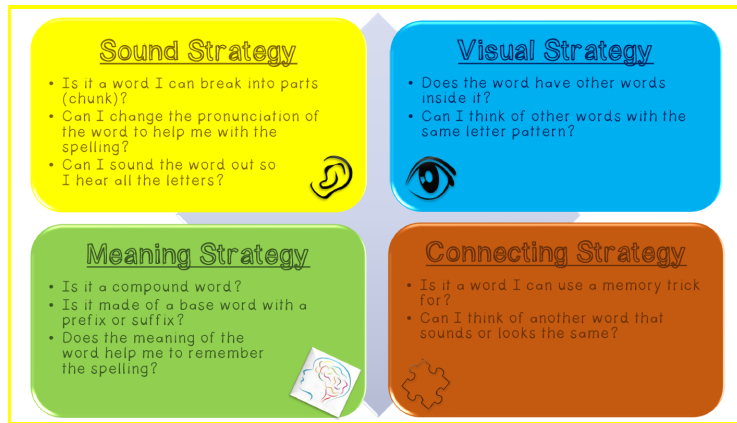 Sound Strategy
• Is it a word I can break into parts
(chunk)?
• Can I change the pronunciation of
the word to help me with the
spelling?
• Can I sound the word out so
I hear all the letters?
Visual Strategy
• Does the word have other words
inside it?
• Can I think of other words with the
same letter pattern?
Meaning Strategy
• Is it a compound word?
• Is it made of a base word with a
prefix or suffix?
• Does the meaning of the
word help me to remember
the spelling?
Connecting Strategy
• Is it a word I can use a memory trick
for?
• Can I think of another word that
sounds or looks the same?